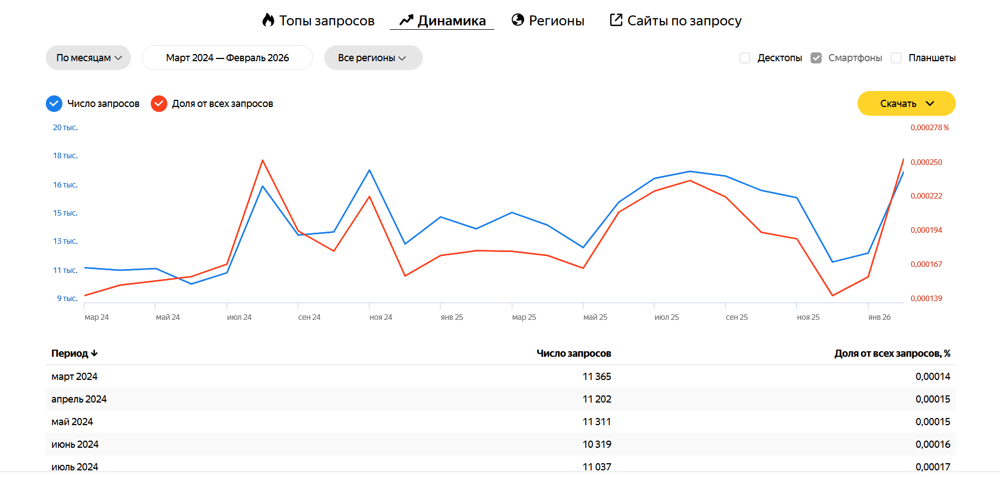 Топы запросов Динамика Регионы Сайты по запросу
По месяцам Март 2024 — Февраль 2026 Все регионы Десктопы Смартфоны Планшеты
Число запросов Доля от всех запросов Скачать
20 тыс. 0,000278 %
18 тыс. 0,000250
16 тыс. 0,000222
15 тыс. 0,000194
13 тыс. 0,000167
11 тыс. 0,000139
9 тыс.
мар 24 май 24 июл 24 сен 24 ноя 24 янв 25 мар 25 май 25 июл 25 сен 25 ноя 25 янв 26
Период Число запросов Доля от всех запросов, %
март 2024 11 365 0,00014
апрель 2024 11 202 0,00015
май 2024 11 311 0,00015
июнь 2024 10 319 0,00016
июль 2024 11 037 0,00017